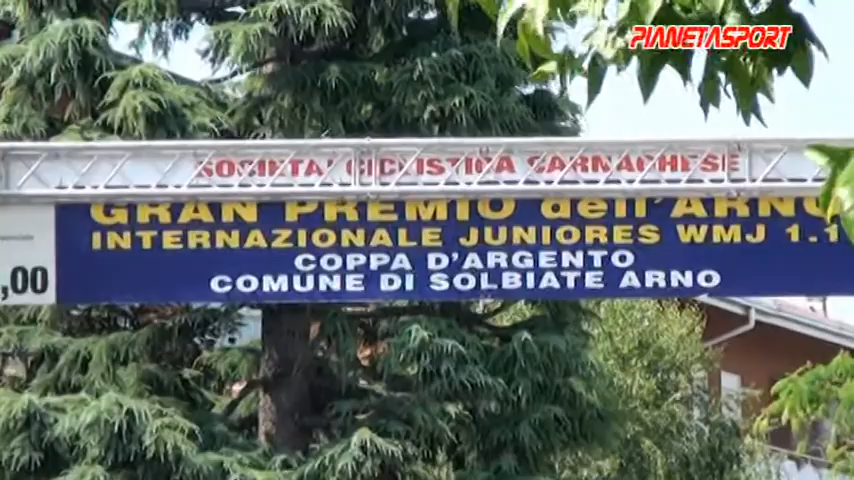 PIANETASPORT
SOCIETA' CICLISTICA CARNAGHESE
GRAN PREMIO dell'ARNO
INTERNAZIONALE JUNIORES WMJ 1.1
,00
COPPA D'ARGENTO
COMUNE DI SOLBIATE ARNO